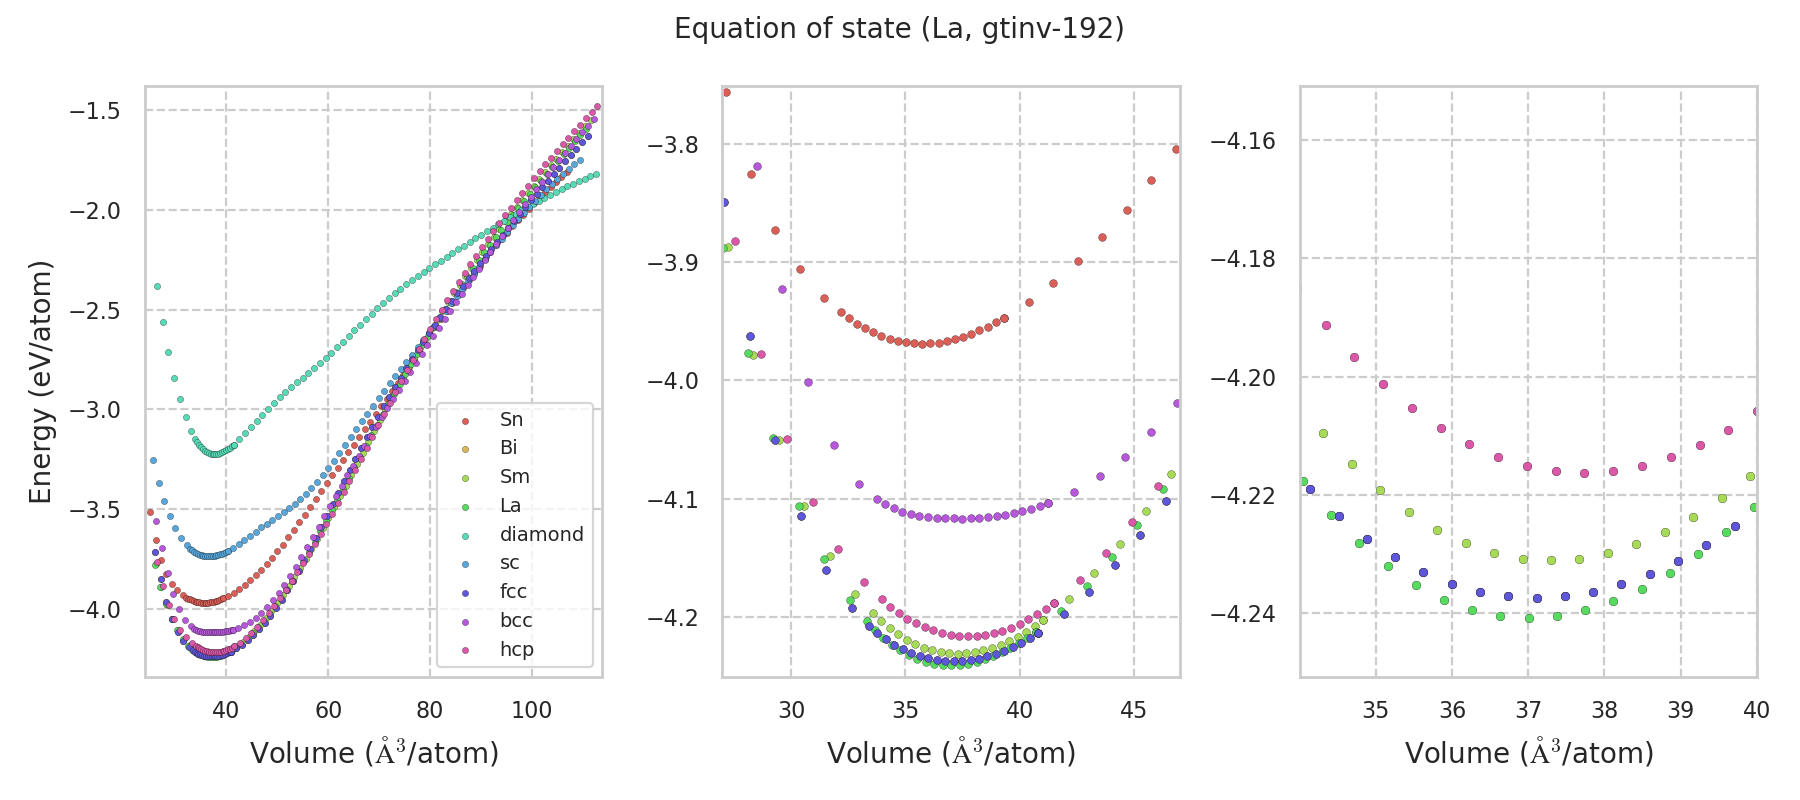 Equation of state (La, gtinv-192)
Energy (eV/atom)
−1.5
−2.0
−2.5
−3.0
−3.5
−4.0
40 60 80 100
Volume (Å³/atom)
Sn
Bi
Sm
La
diamond
sc
fcc
bcc
hcp
−3.8
−3.9
−4.0
−4.1
−4.2
30 35 40 45
Volume (Å³/atom)
−4.16
−4.18
−4.20
−4.22
−4.24
35 36 37 38 39 40
Volume (Å³/atom)